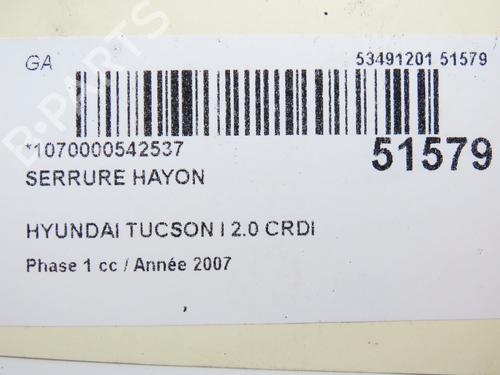 GA
53491201 51579
*1070000542537
51579
SERRURE HAYON
HYUNDAI TUCSON I 2.0 CRDI
Phase 1 cc / Année 2007
B-PARTS